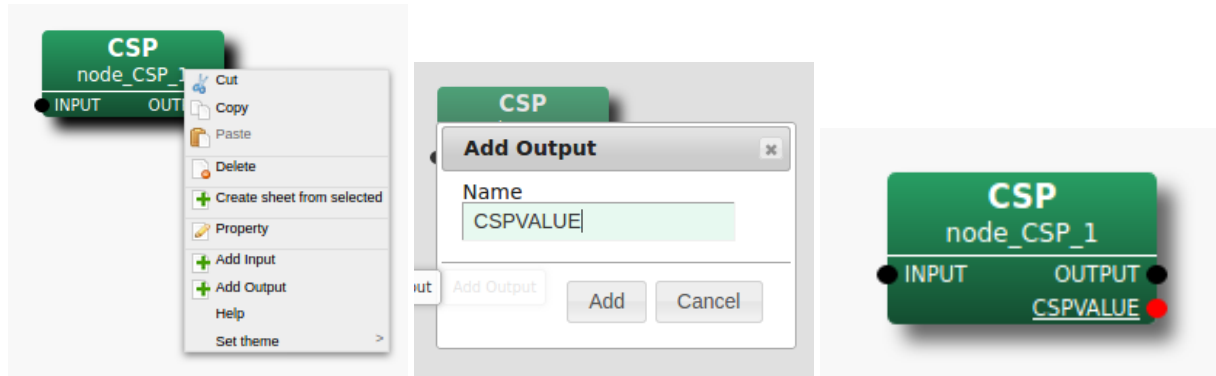 CSP
node_CSP_1
INPUT OUT
Cut
Copy
Paste
Delete
Create sheet from selected
Property
Add Input
Add Output
Help
Set theme >
CSP
Add Output
Name
CSPVALUE
Add Output
Add Cancel
CSP
node_CSP_1
INPUT OUTPUT
CSPVALUE